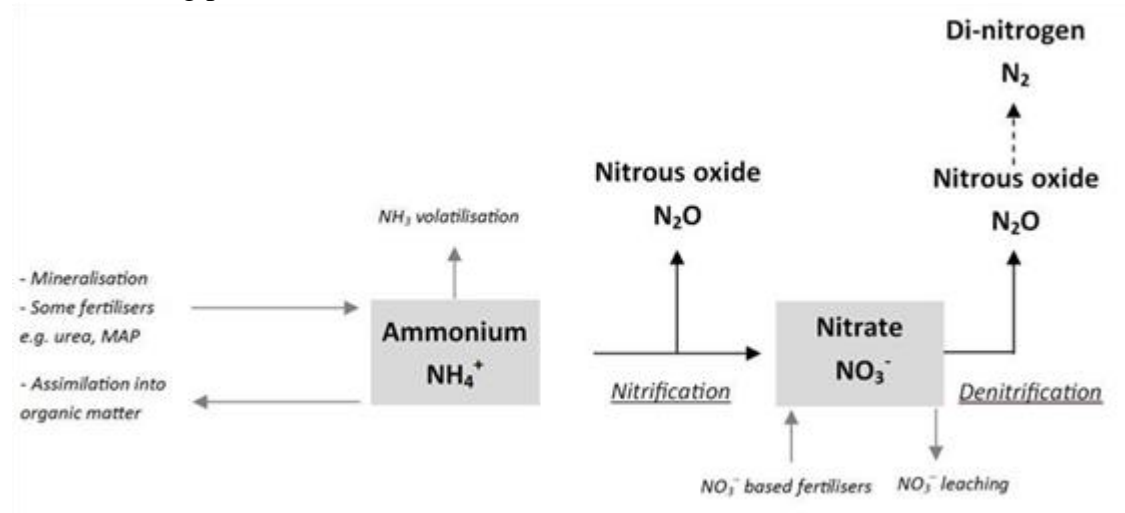 Di-nitrogen
N₂
Nitrous oxide
N₂O
Nitrous oxide
N₂O
NH₃ volatilisation
- Mineralisation
- Some fertilisers
e.g. urea, MAP
- Assimilation into
organic matter
Ammonium
NH₄⁺
Nitrification
Nitrate
NO₃⁻
Denitrification
NO₃⁻ based fertilisers
NO₃⁻ leaching